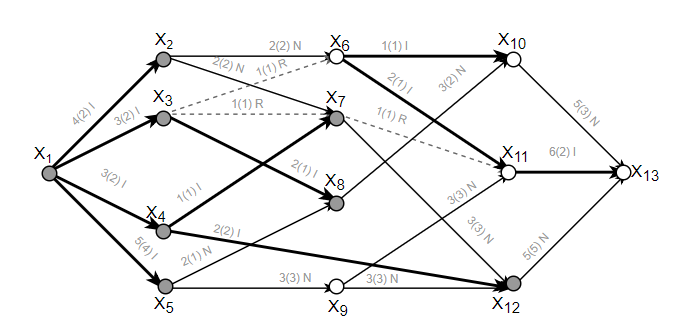 X2
2(2) N
X6
1(1) I
X10
2(2) N
1(1) R
4(2) I
X3
3(2) I
1(1) R
X7
2(1) I
3(2) N
1(1) R
5(3) N
X1
3(2) I
2(1) I
X11
6(2) I
X13
1(1) I
X8
3(3) N
X4
2(2) I
3(3) N
5(4) I
2(1) N
5(5) N
X5
3(3) N
X9
3(3) N
X12